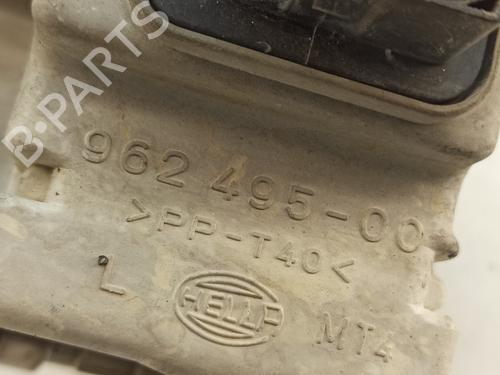 B-PARTS
962 495-00
>PP-T40<
L HELLA MT4